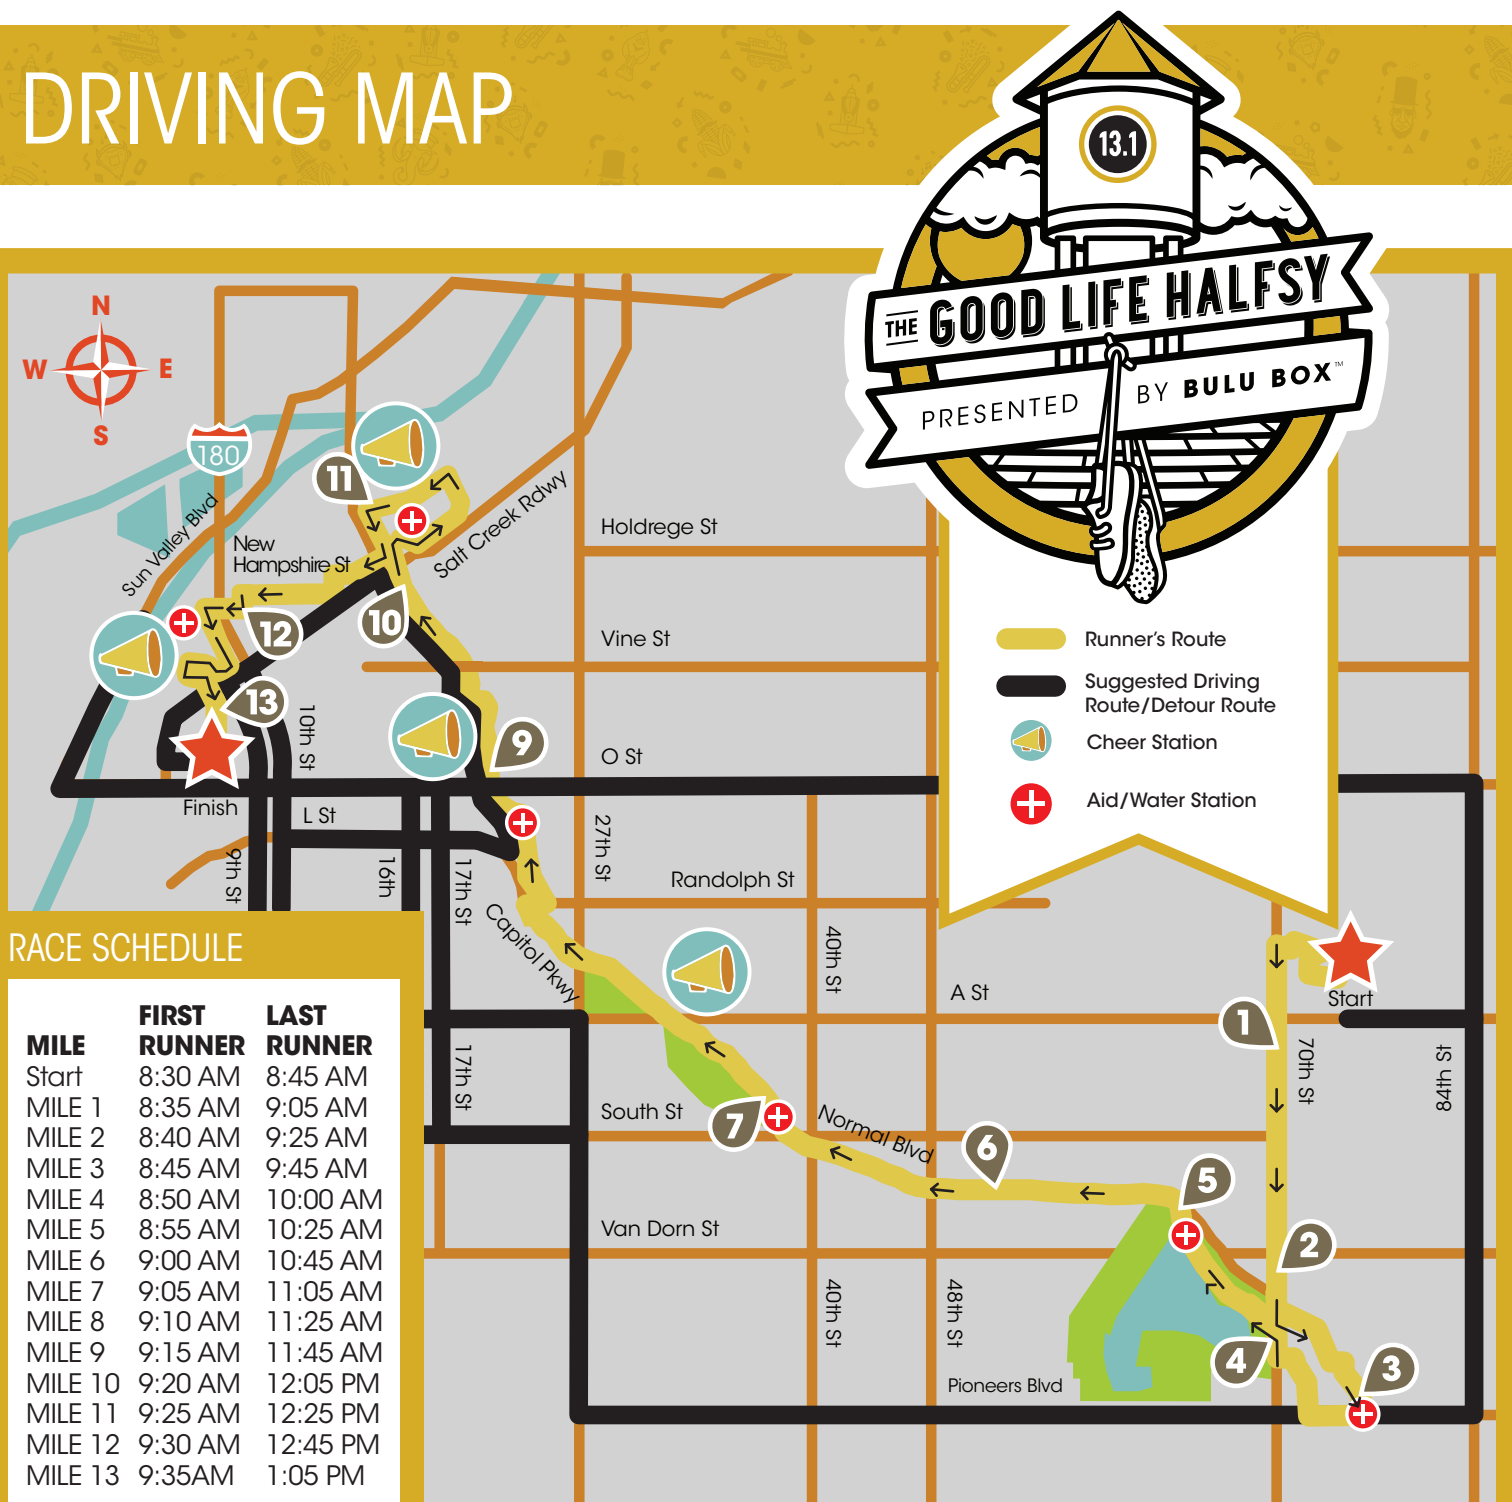 DRIVING MAP
13.1
THE GOOD LIFE HALFSY
PRESENTED BY BULU BOX™
N
W
E
S
180
11
Sun Valley Blvd
New
Hampshire St
Salt Creek Rdwy
Holdrege St
10
12
Vine St
13
10th St
9
O St
Finish
L St
9th St
16th
17th St
27th St
Randolph St
Capitol Pkwy
40th St
A St
Start
1
17th St
70th St
84th St
South St
7
Normal Blvd
6
5
Van Dorn St
2
40th St
48th St
4
3
Pioneers Blvd
Runner's Route
Suggested Driving
Route/Detour Route
Cheer Station
Aid/Water Station
RACE SCHEDULE
MILE FIRST RUNNER LAST RUNNER
Start 8:30 AM 8:45 AM
MILE 1 8:35 AM 9:05 AM
MILE 2 8:40 AM 9:25 AM
MILE 3 8:45 AM 9:45 AM
MILE 4 8:50 AM 10:00 AM
MILE 5 8:55 AM 10:25 AM
MILE 6 9:00 AM 10:45 AM
MILE 7 9:05 AM 11:05 AM
MILE 8 9:10 AM 11:25 AM
MILE 9 9:15 AM 11:45 AM
MILE 10 9:20 AM 12:05 PM
MILE 11 9:25 AM 12:25 PM
MILE 12 9:30 AM 12:45 PM
MILE 13 9:35AM 1:05 PM